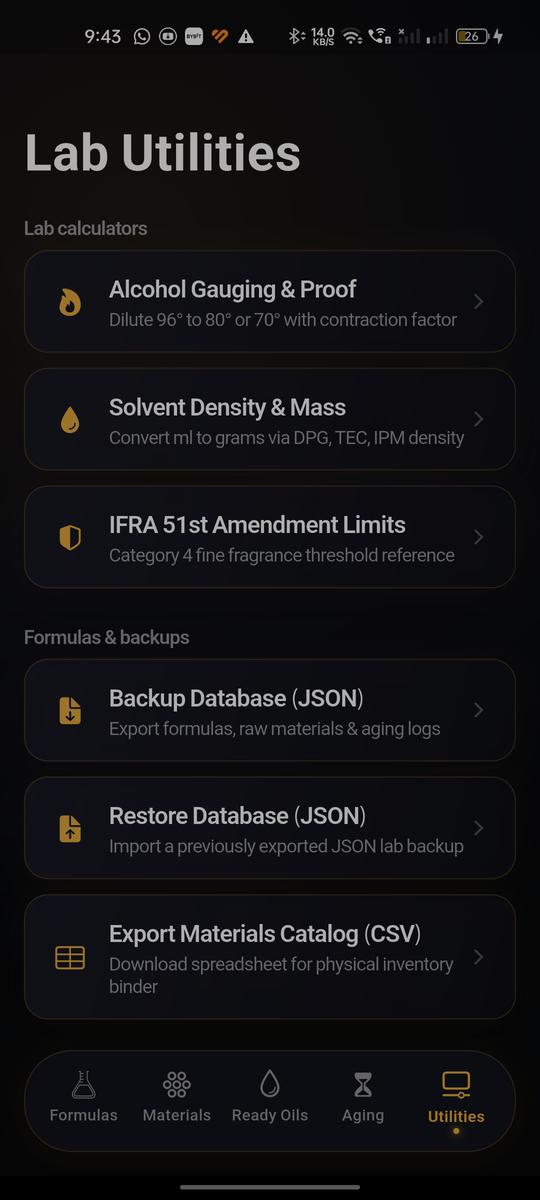 9:43 BYBIT 14.0 KB/S 26
Lab Utilities
Lab calculators
Alcohol Gauging & Proof
Dilute 96° to 80° or 70° with contraction factor
Solvent Density & Mass
Convert ml to grams via DPG, TEC, IPM density
IFRA 51st Amendment Limits
Category 4 fine fragrance threshold reference
Formulas & backups
Backup Database (JSON)
Export formulas, raw materials & aging logs
Restore Database (JSON)
Import a previously exported JSON lab backup
Export Materials Catalog (CSV)
Download spreadsheet for physical inventory
binder
Formulas Materials Ready Oils Aging Utilities